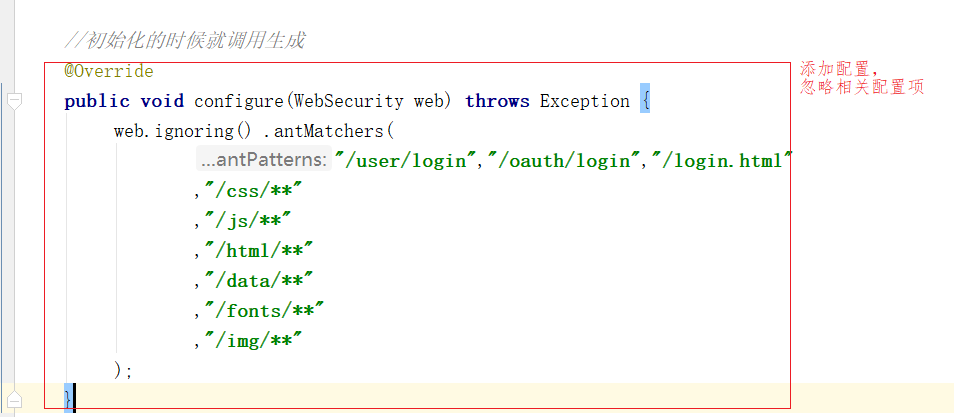 //初始化的时候就调用生成
@Override
public void configure(WebSecurity web) throws Exception {
web.ignoring() .antMatchers(
...antPatterns: "/user/login","/oauth/login","/login.html"
,"/css/**"
,"/js/**"
,"/html/**"
,"/data/**"
,"/fonts/**"
,"/img/**"
);
}
添加配置,
忽略相关配置项